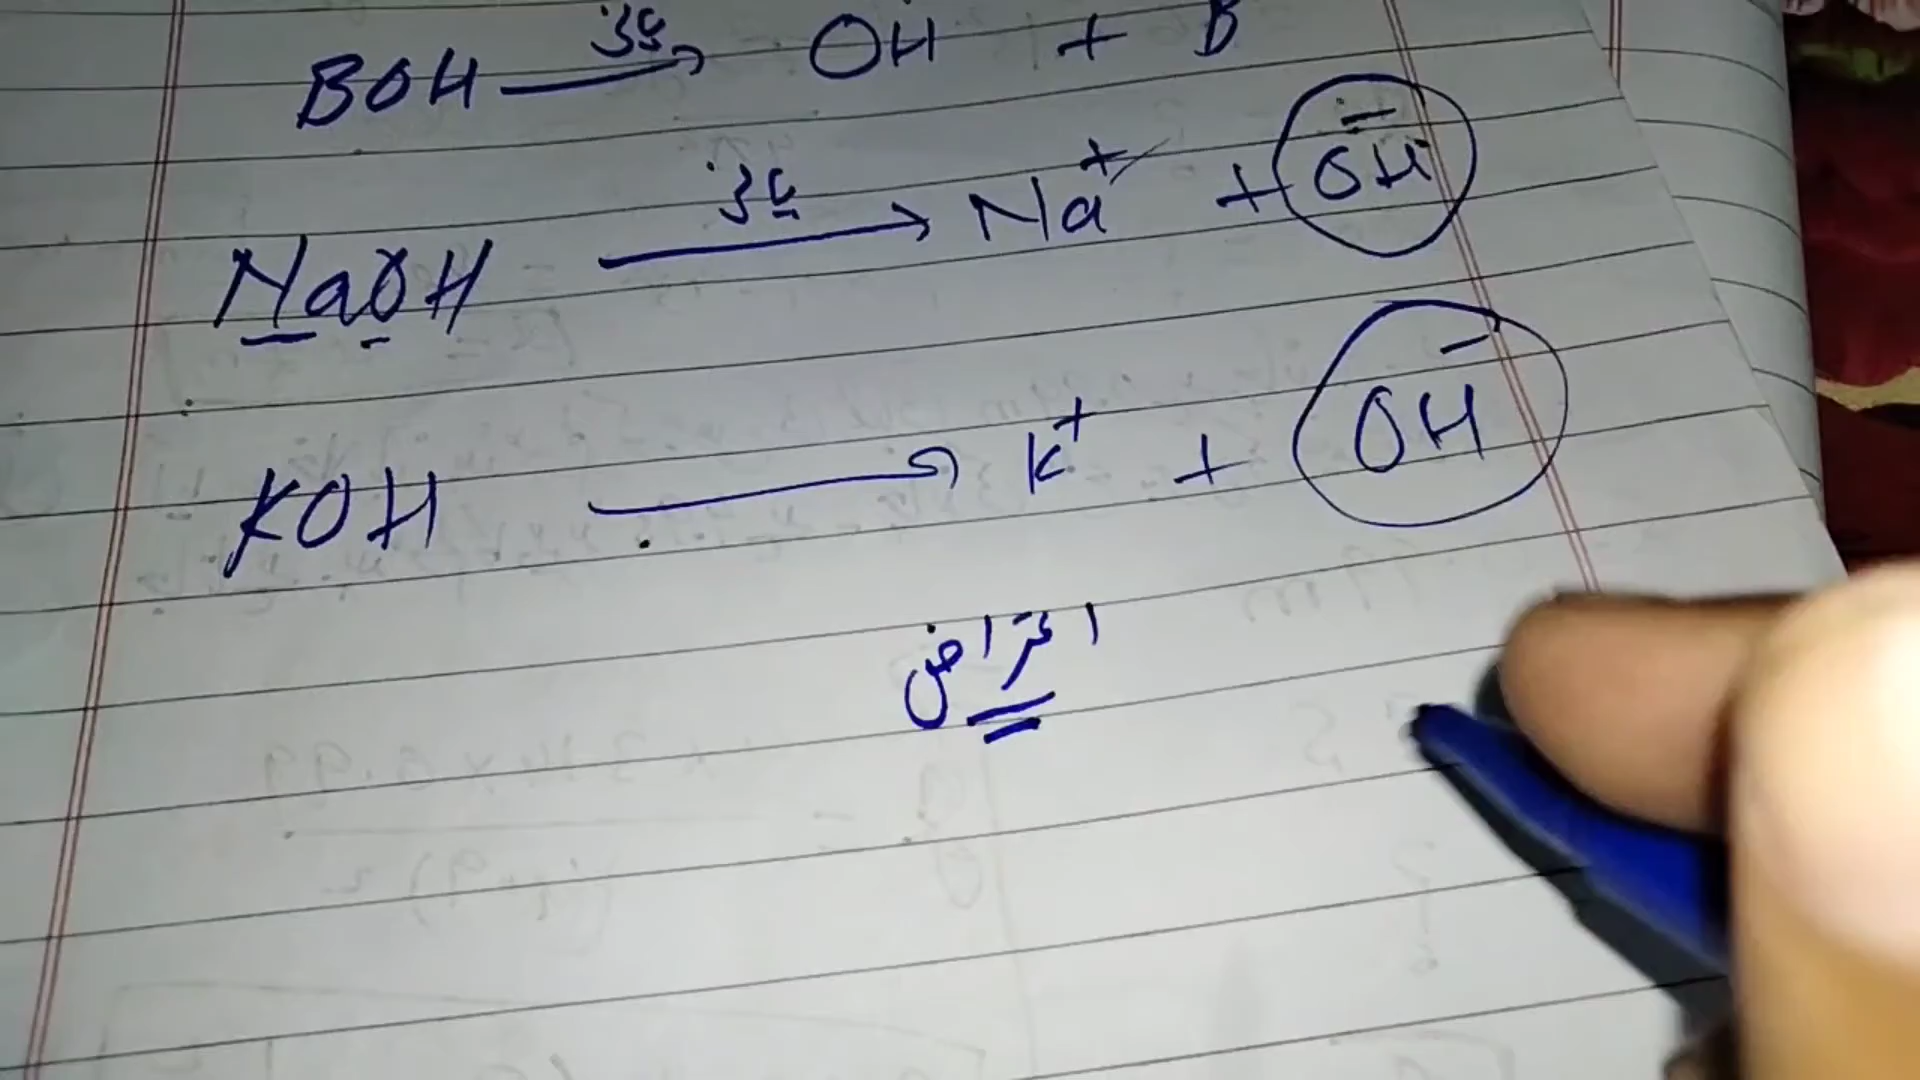 BOH → OH + B
NaOH → Na⁺ + OH⁻
KOH → K⁺ + OH⁻
اعتراض